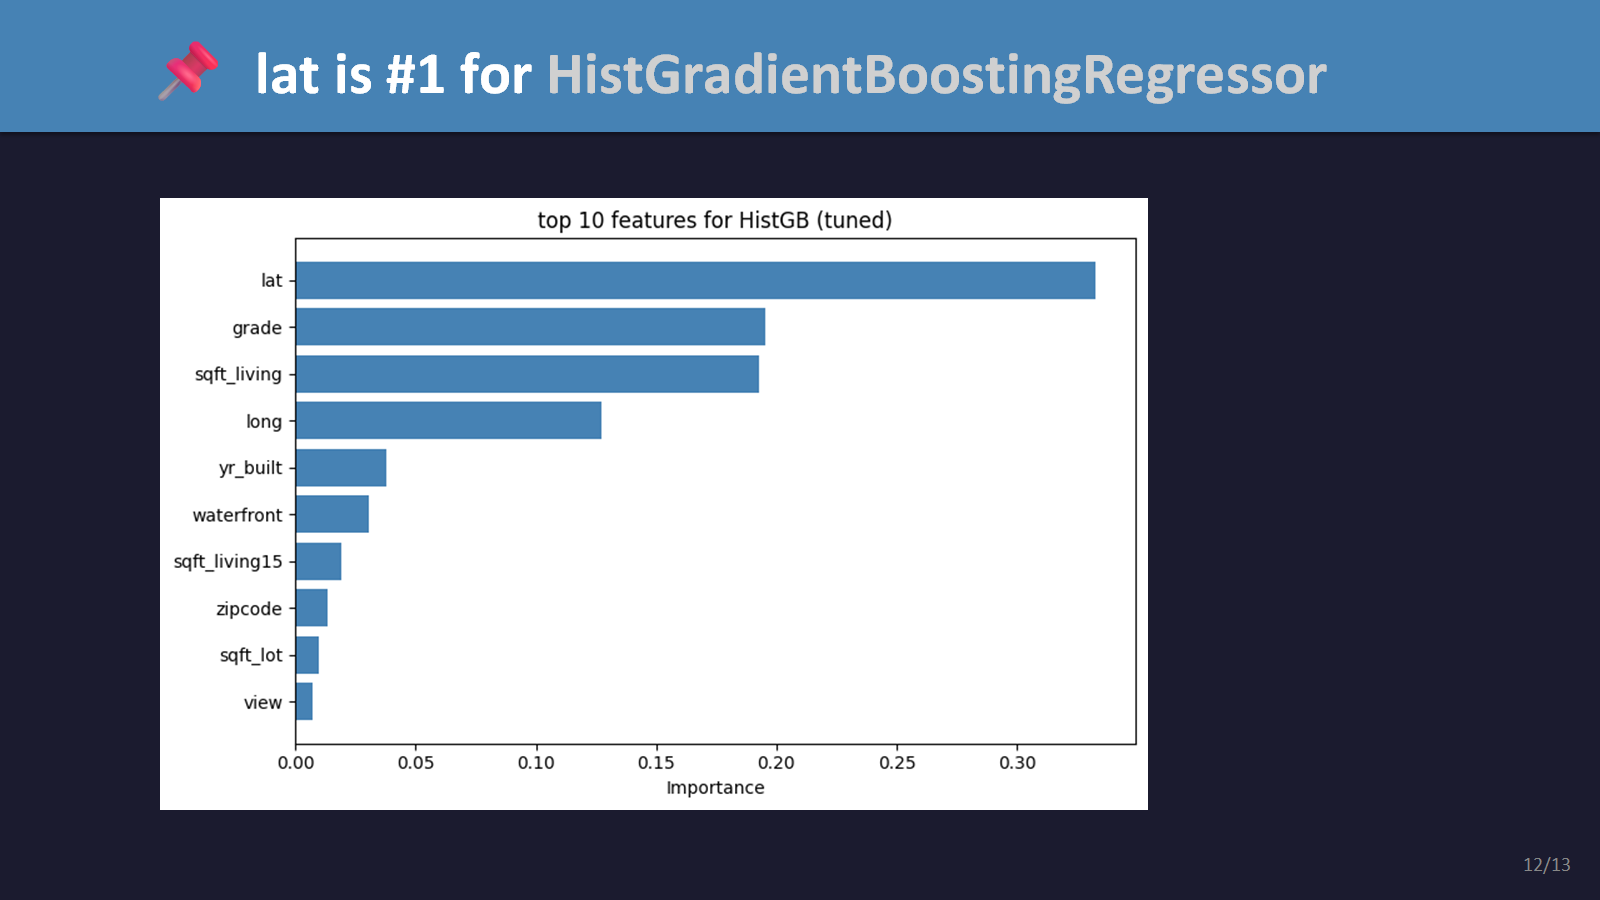 lat is #1 for HistGradientBoostingRegressor
top 10 features for HistGB (tuned)
lat
grade
sqft_living
long
yr_built
waterfront
sqft_living15
zipcode
sqft_lot
view
0.00 0.05 0.10 0.15 0.20 0.25 0.30
Importance
12/13